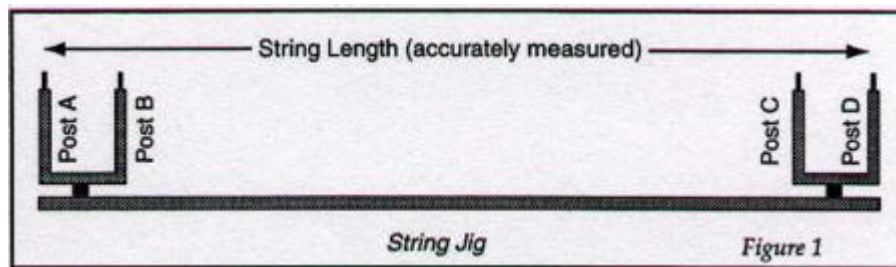 String Length (accurately measured)
Post A
Post B
Post C
Post D
String Jig
Figure 1